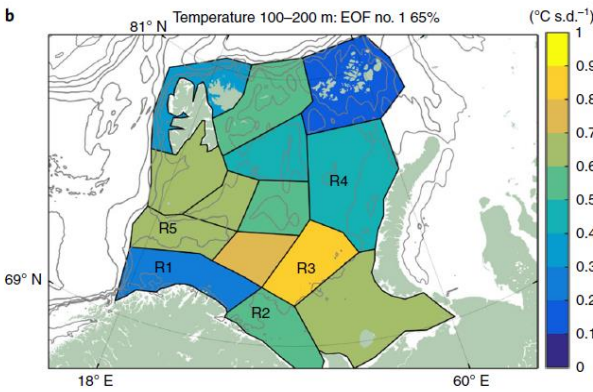 b
Temperature 100–200 m: EOF no. 1 65%
(°C s.d.⁻¹)
81° N
1
0.9
0.8
0.7
0.6
0.5
0.4
0.3
0.2
0.1
0
R4
R5
R1
R3
69° N
R2
18° E
60° E